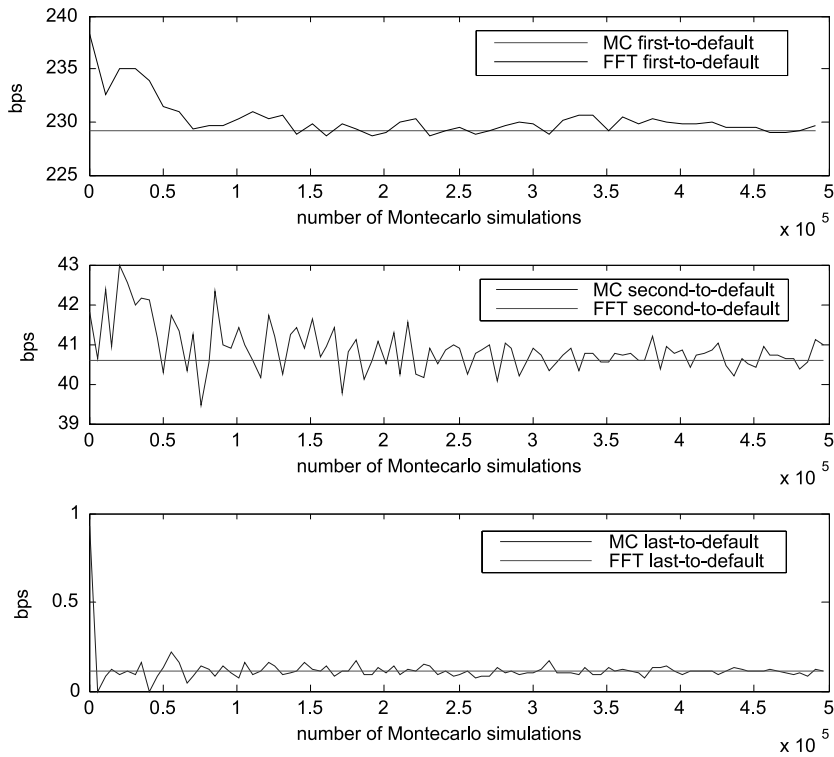 240
235
230
225
bps
MC first-to-default
FFT first-to-default
0 0.5 1 1.5 2 2.5 3 3.5 4 4.5 5
number of Montecarlo simulations
x 10^5
43
42
41
40
39
bps
MC second-to-default
FFT second-to-default
0 0.5 1 1.5 2 2.5 3 3.5 4 4.5 5
number of Montecarlo simulations
x 10^5
1
0.5
0
bps
MC last-to-default
FFT last-to-default
0 0.5 1 1.5 2 2.5 3 3.5 4 4.5 5
number of Montecarlo simulations
x 10^5